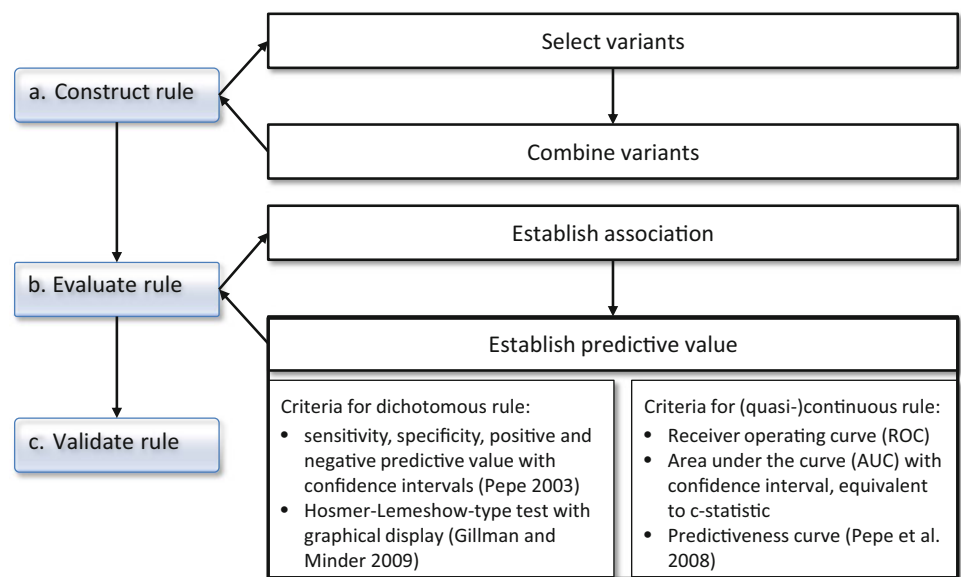 Select variants
a. Construct rule
Combine variants
Establish association
b. Evaluate rule
Establish predictive value
c. Validate rule
Criteria for dichotomous rule:
• sensitivity, specificity, positive and
negative predictive value with
confidence intervals (Pepe 2003)
• Hosmer-Lemeshow-type test with
graphical display (Gillman and
Minder 2009)
Criteria for (quasi-)continuous rule:
• Receiver operating curve (ROC)
• Area under the curve (AUC) with
confidence interval, equivalent
to c-statistic
• Predictiveness curve (Pepe et al.
2008)